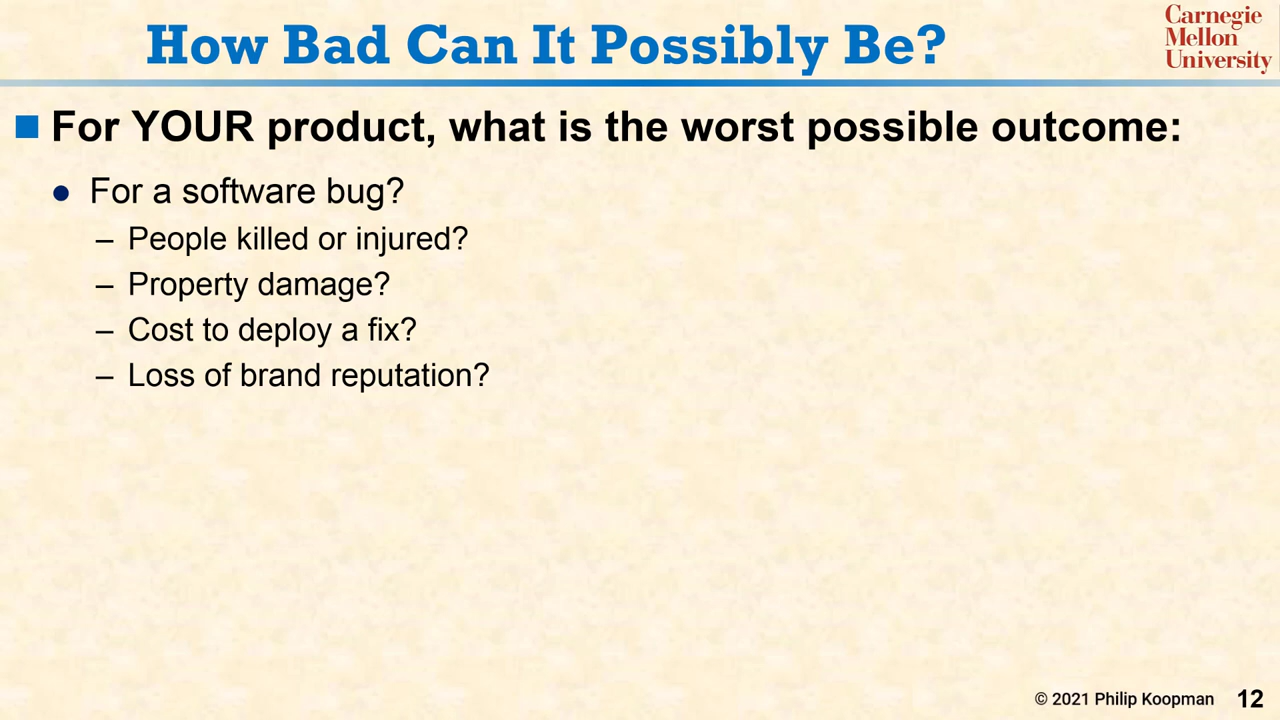 How Bad Can It Possibly Be?
Carnegie
Mellon
University
For YOUR product, what is the worst possible outcome:
For a software bug?
– People killed or injured?
– Property damage?
– Cost to deploy a fix?
– Loss of brand reputation?
© 2021 Philip Koopman 12